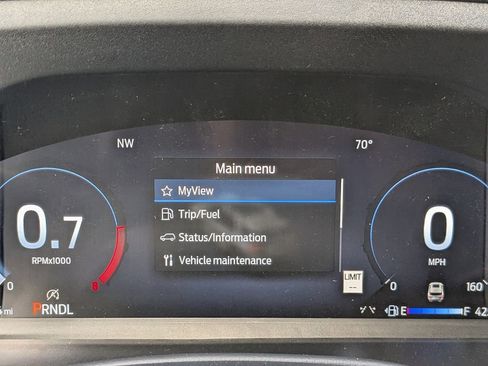 NW
70°
Main menu
MyView
Trip/Fuel
Status/Information
Vehicle maintenance
0.7
RPMx1000
0
8
PRNDL
0
MPH
0
160
LIMIT
--
mi
E
F